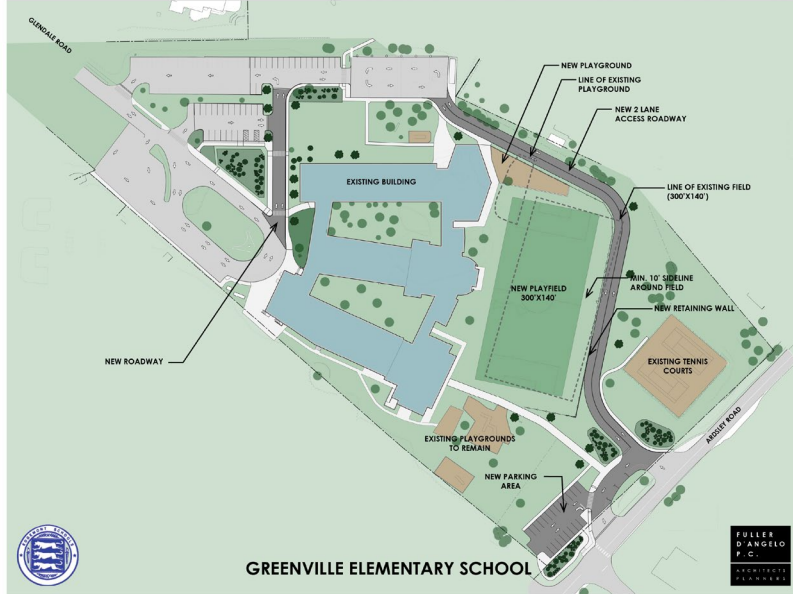 GLENDALE ROAD
NEW PLAYGROUND
LINE OF EXISTING
PLAYGROUND
NEW 2 LANE
ACCESS ROADWAY
EXISTING BUILDING
LINE OF EXISTING FIELD
(300'X140')
MIN. 10' SIDELINE
AROUND FIELD
NEW PLAYFIELD
300'X140'
NEW RETAINING WALL
NEW ROADWAY
EXISTING TENNIS
COURTS
ARDSLEY ROAD
EXISTING PLAYGROUNDS
TO REMAIN
NEW PARKING
AREA
EDGEMONT SCHOOLS
GREENVILLE ELEMENTARY SCHOOL
FULLER
D'ANGELO
P.C.
ARCHITECTS
PLANNERS